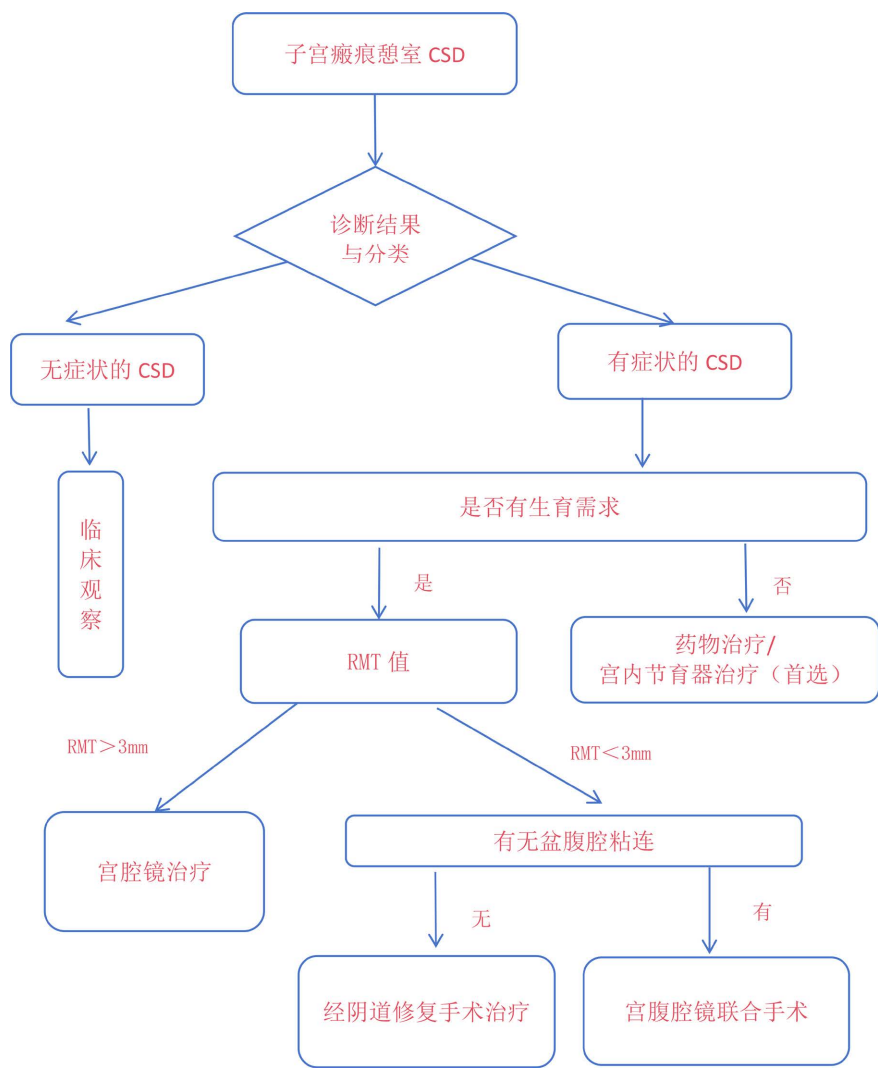 子宫瘢痕憩室 CSD
诊断结果
与分类
无症状的 CSD
有症状的 CSD
临
床
观
察
是否有生育需求
是
否
RMT 值
药物治疗/
宫内节育器治疗（首选）
RMT＞3mm
RMT＜3mm
宫腔镜治疗
有无盆腹腔粘连
无
有
经阴道修复手术治疗
宫腹腔镜联合手术